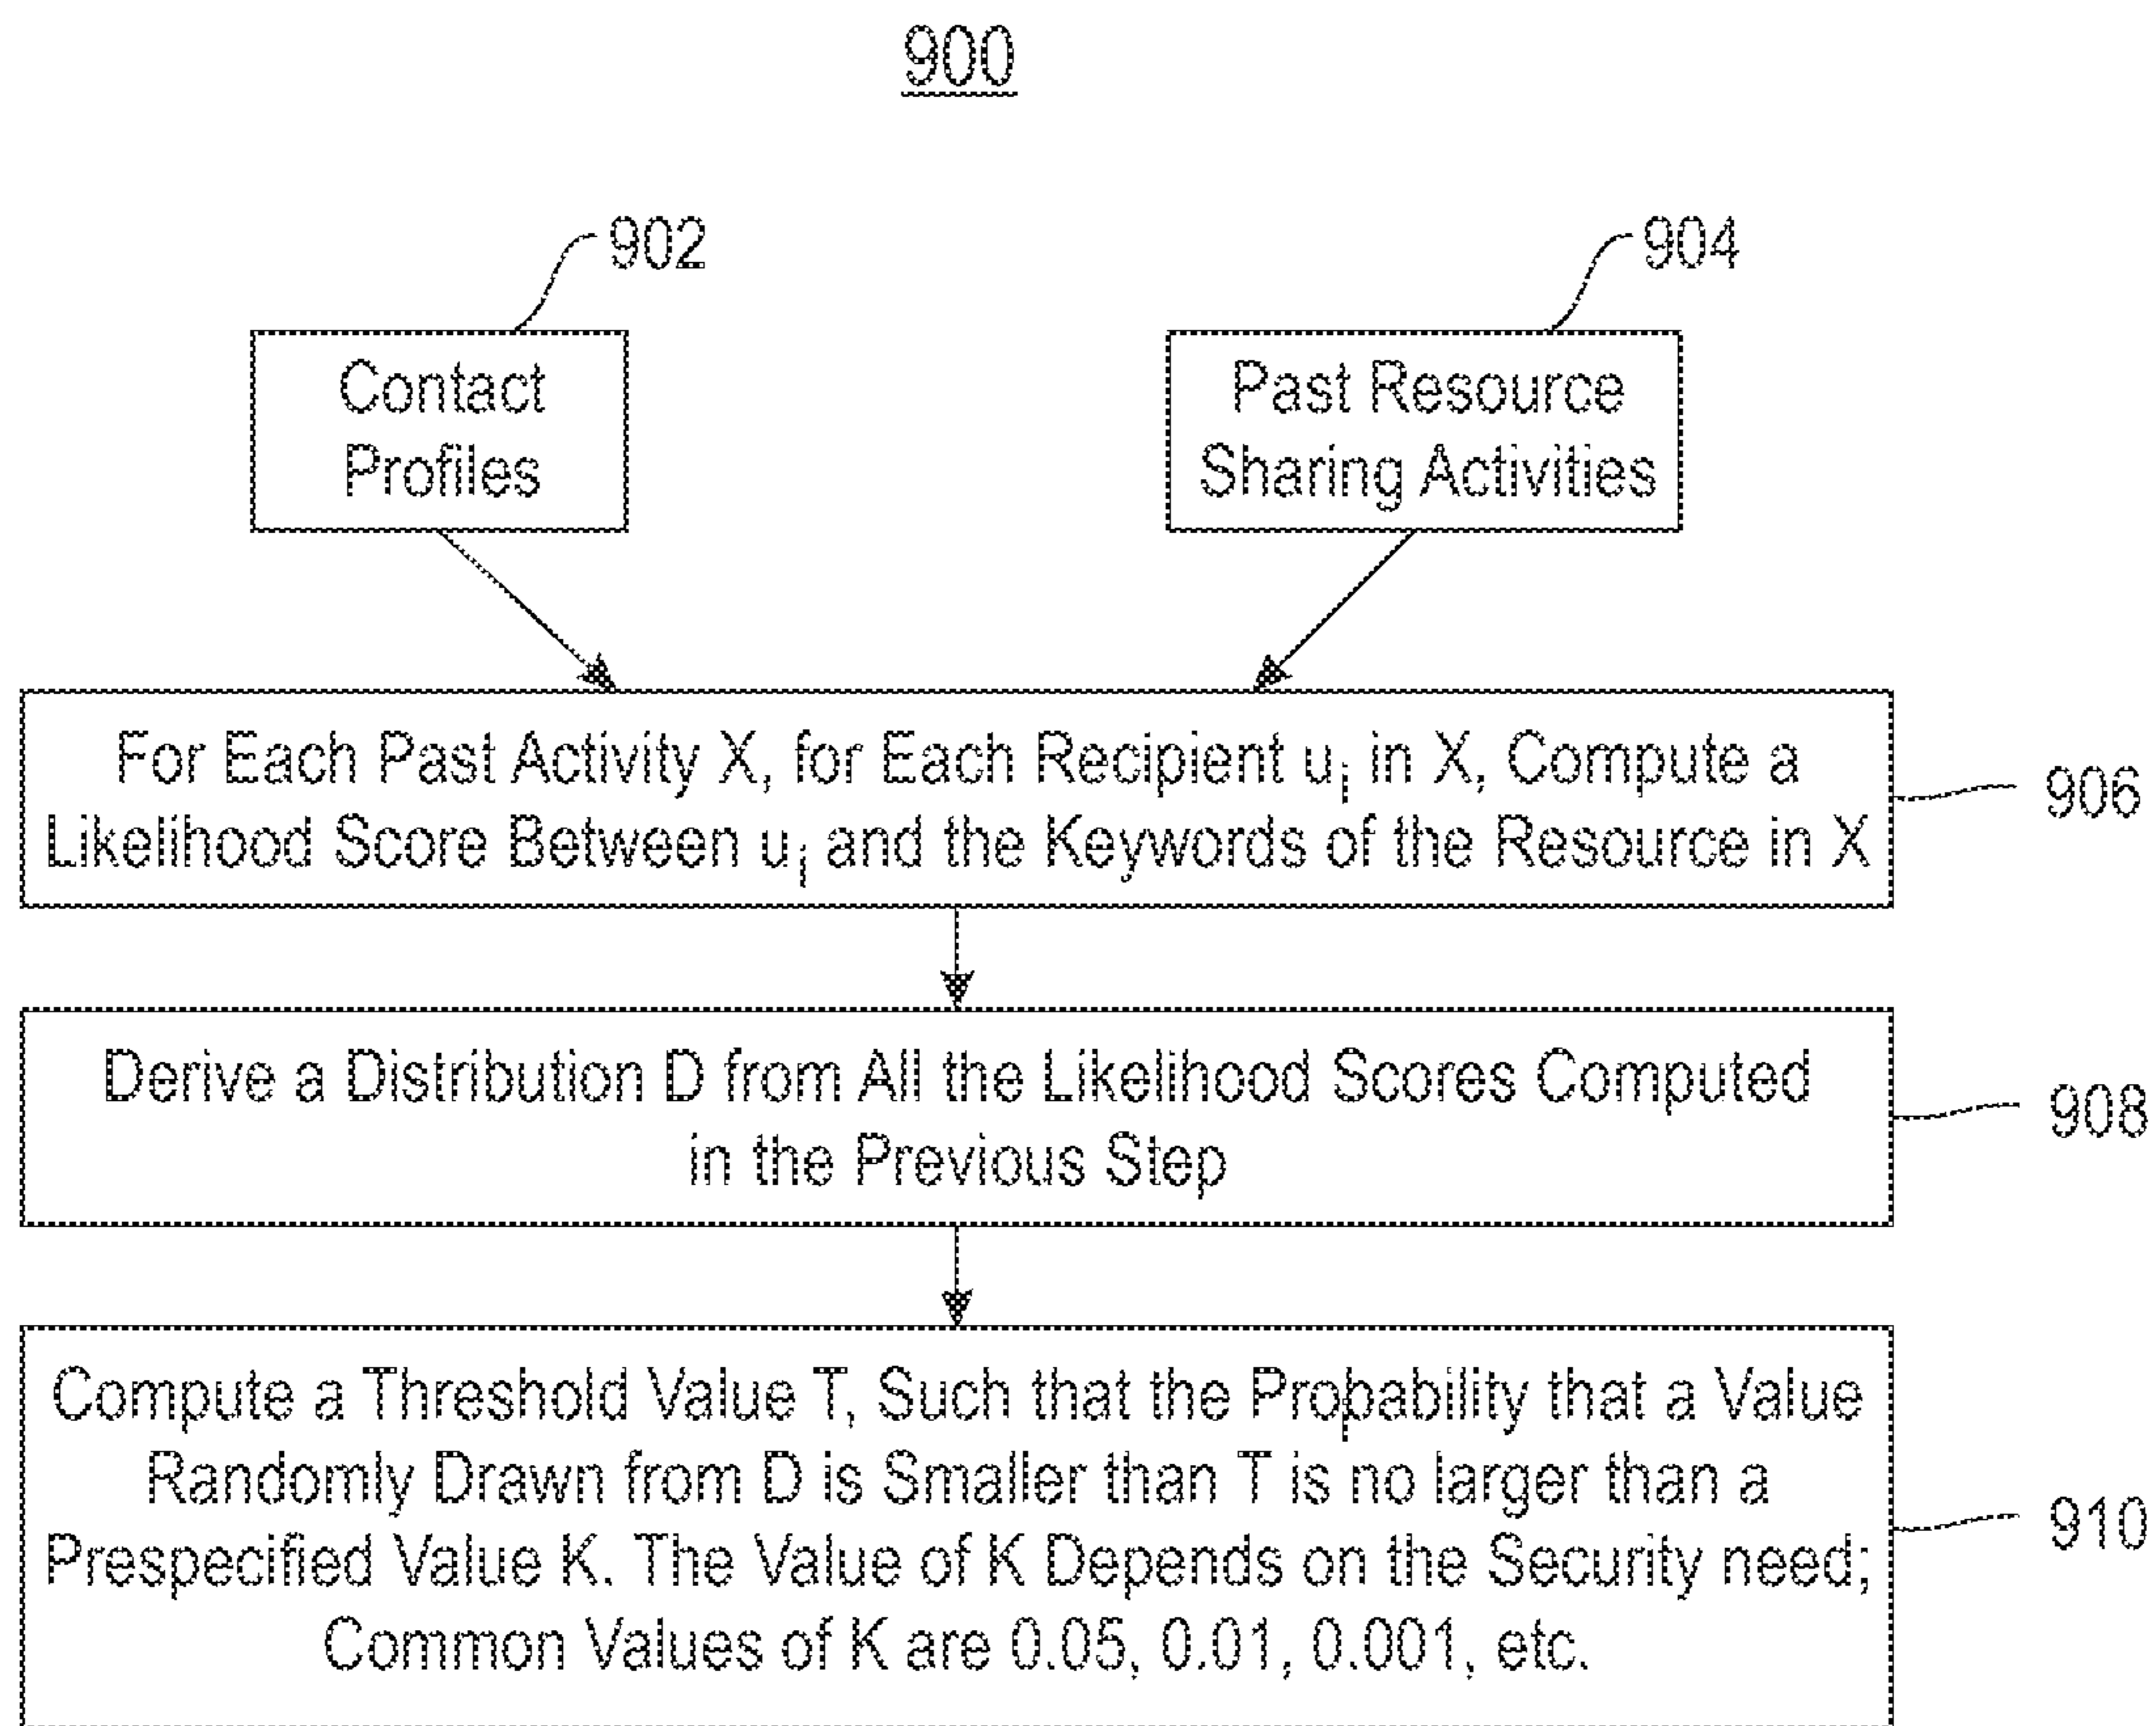 900
902
904
Contact
Profiles
Past Resource
Sharing Activities
For Each Past Activity X, for Each Recipient uᵢ in X, Compute a
Likelihood Score Between uᵢ and the Keywords of the Resource in X
906
Derive a Distribution D from All the Likelihood Scores Computed
in the Previous Step
908
Compute a Threshold Value T, Such that the Probability that a Value
Randomly Drawn from D is Smaller than T is no larger than a
Prespecified Value K. The Value of K Depends on the Security need;
Common Values of K are 0.05, 0.01, 0.001, etc.
910